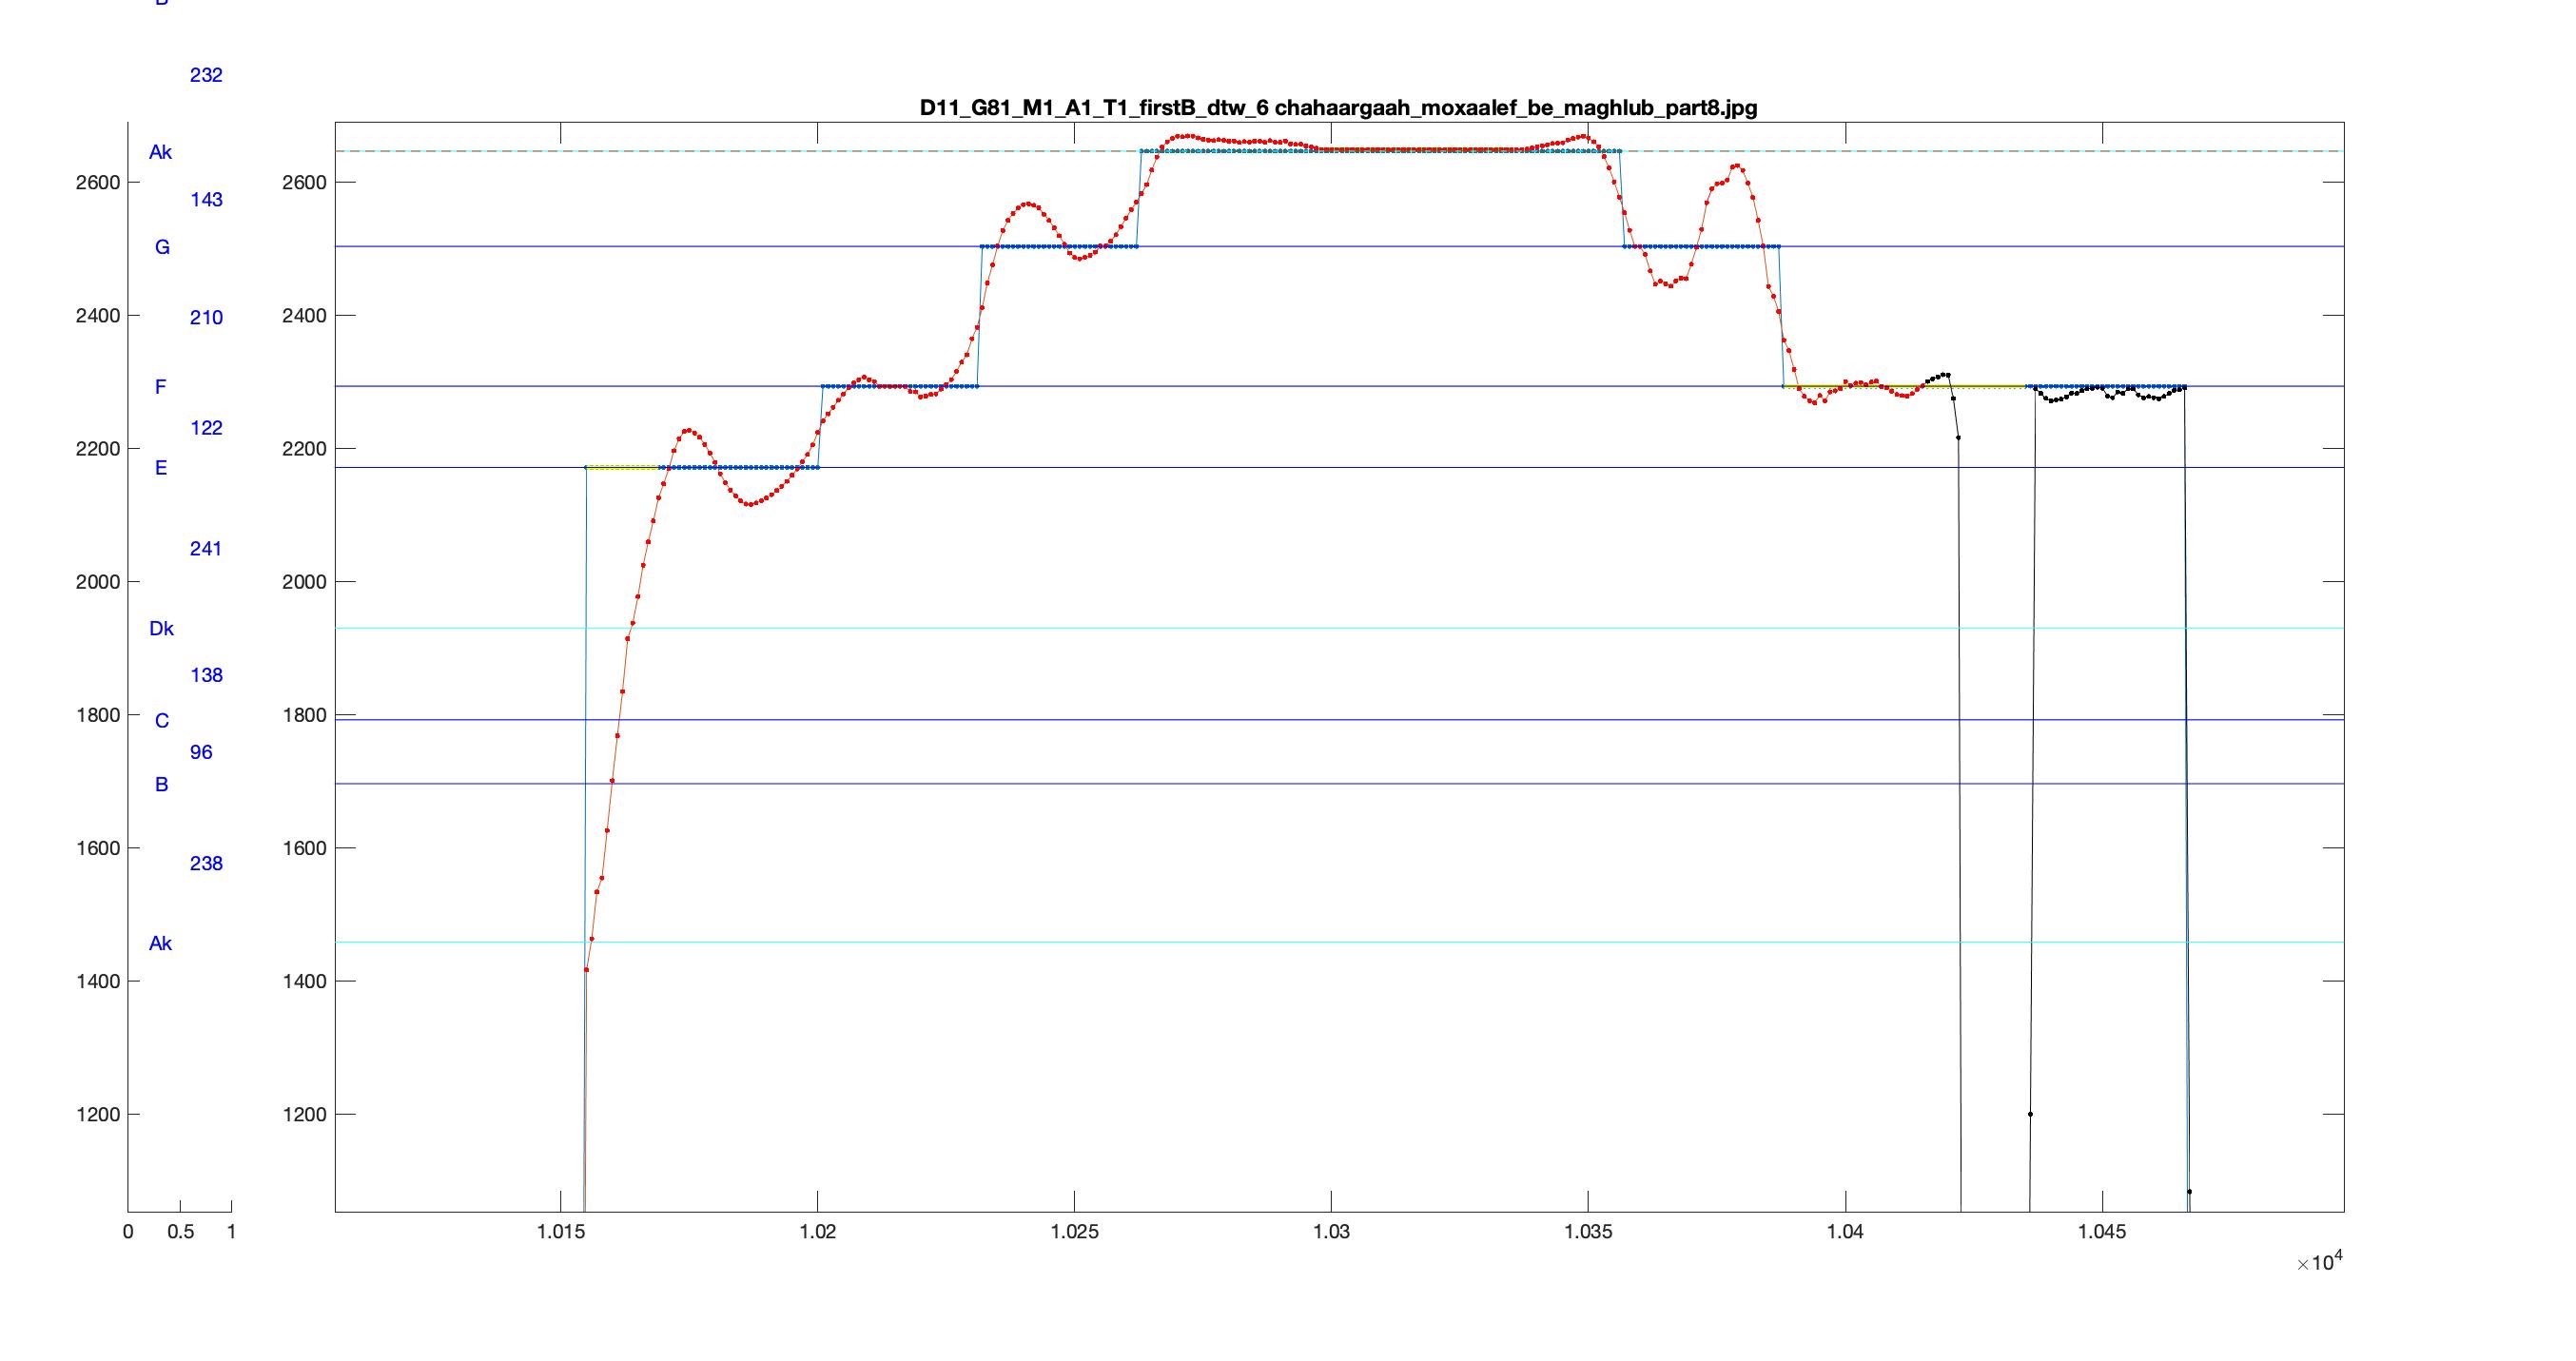 B
232
D11_G81_M1_A1_T1_firstB_dtw_6 chahaargaah_moxaalef_be_maghlub_part8.jpg
Ak
2600 2600
143
G
210
2400 2400
F
122
2200 2200
E
241
2000 2000
Dk
138
1800 C 1800
96
B
1600 238 1600
Ak
1400 1400
1200 1200
0 0.5 1 1.015 1.02 1.025 1.03 1.035 1.04 1.045
×10⁴